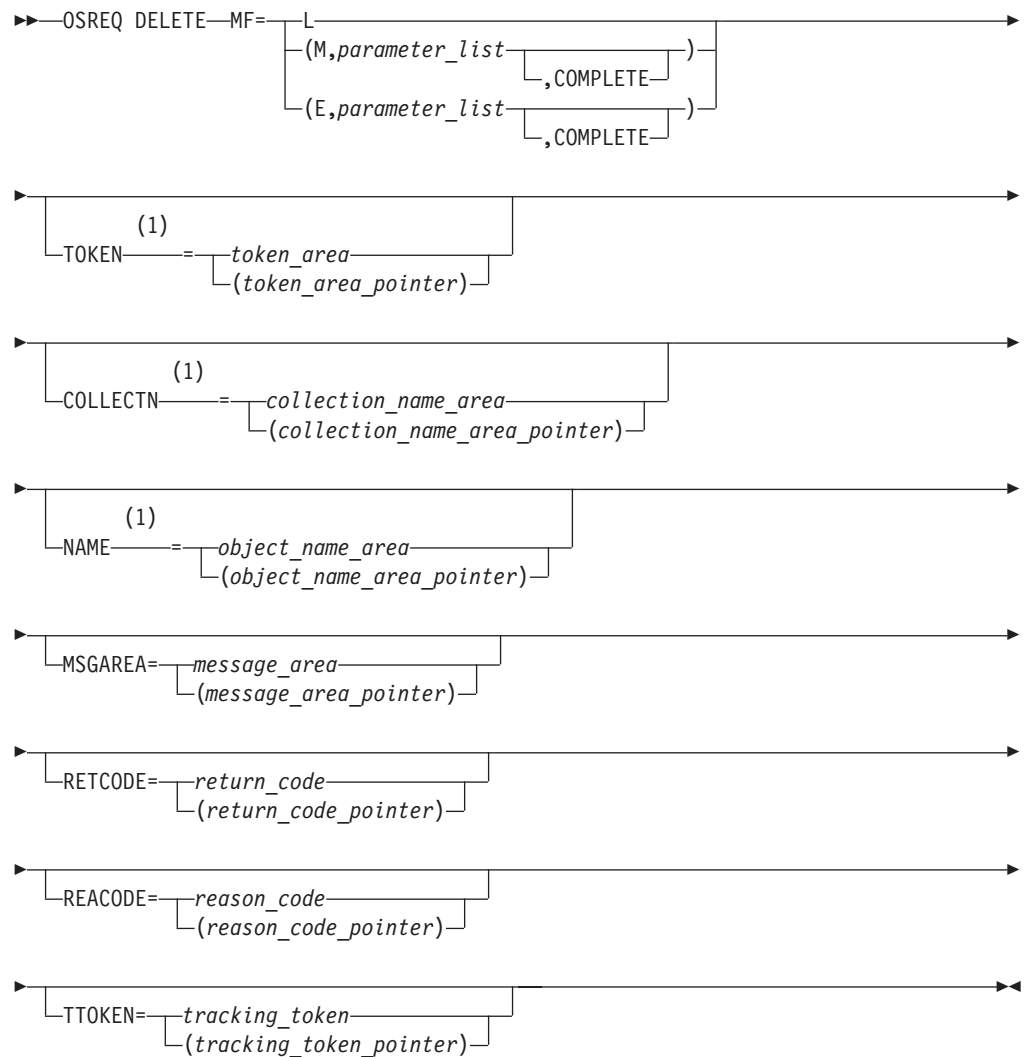 OSREQ DELETE MF= L
(M,parameter_list )
,COMPLETE
(E,parameter_list )
,COMPLETE
(1)
TOKEN = token_area
(token_area_pointer)
(1)
COLLECTN = collection_name_area
(collection_name_area_pointer)
(1)
NAME = object_name_area
(object_name_area_pointer)
MSGAREA= message_area
(message_area_pointer)
RETCODE= return_code
(return_code_pointer)
REACODE= reason_code
(reason_code_pointer)
TTOKEN= tracking_token
(tracking_token_pointer)